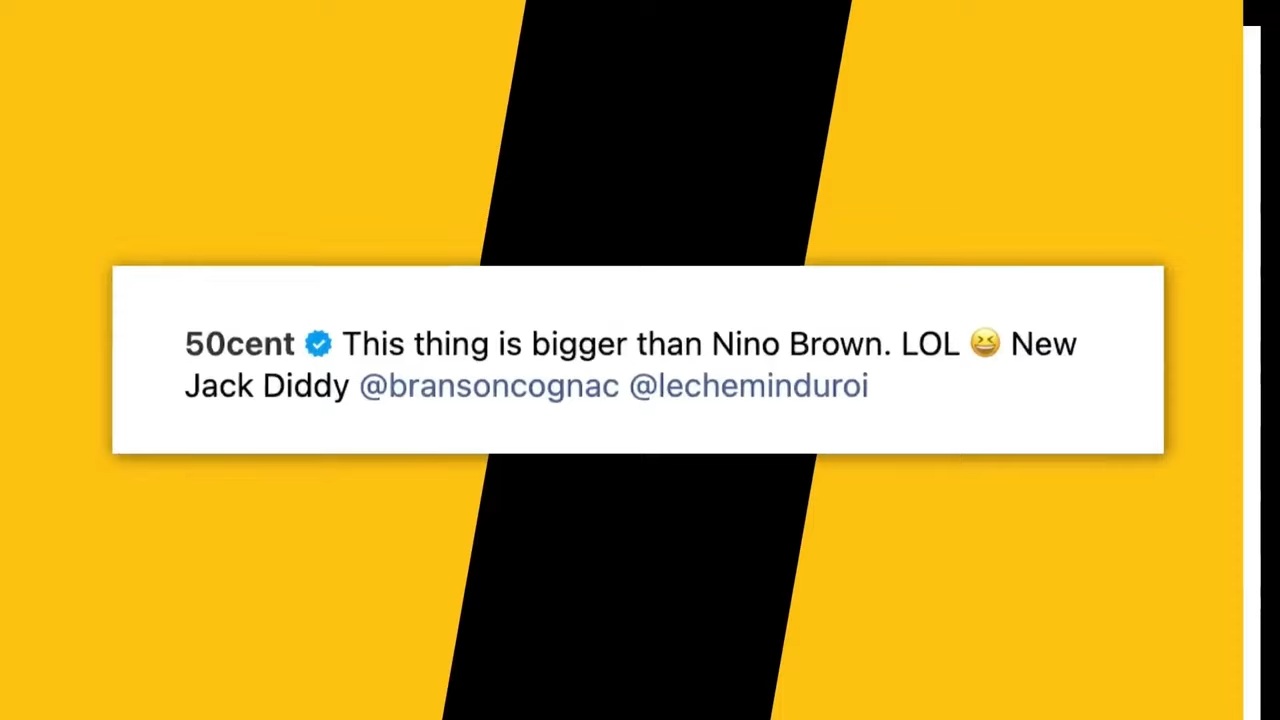 50cent This thing is bigger than Nino Brown. LOL 😆 New
Jack Diddy @bransoncognac @lecheminduroi